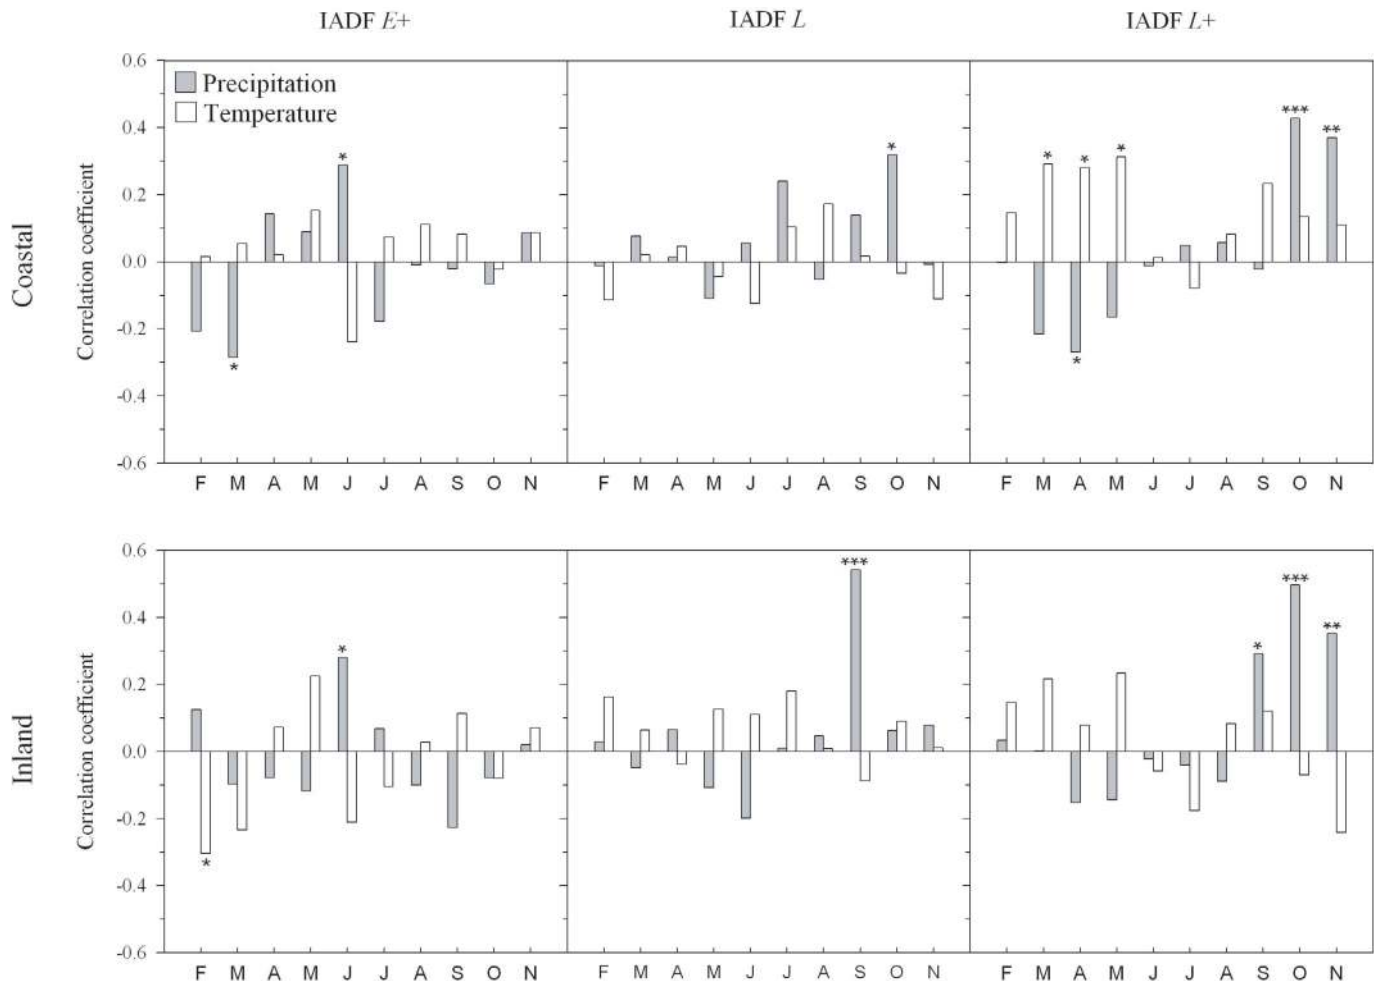 IADF E+ IADF L IADF L+
0.6
Precipitation
Temperature
0.4
0.2
0.0
-0.2
-0.4
-0.6
Correlation coefficient
Coastal
* * * * * * *** ** *
F M A M J J A S O N F M A M J J A S O N F M A M J J A S O N
0.6
0.4
0.2
0.0
-0.2
-0.4
-0.6
Correlation coefficient
Inland
* * *** * *** **
F M A M J J A S O N F M A M J J A S O N F M A M J J A S O N